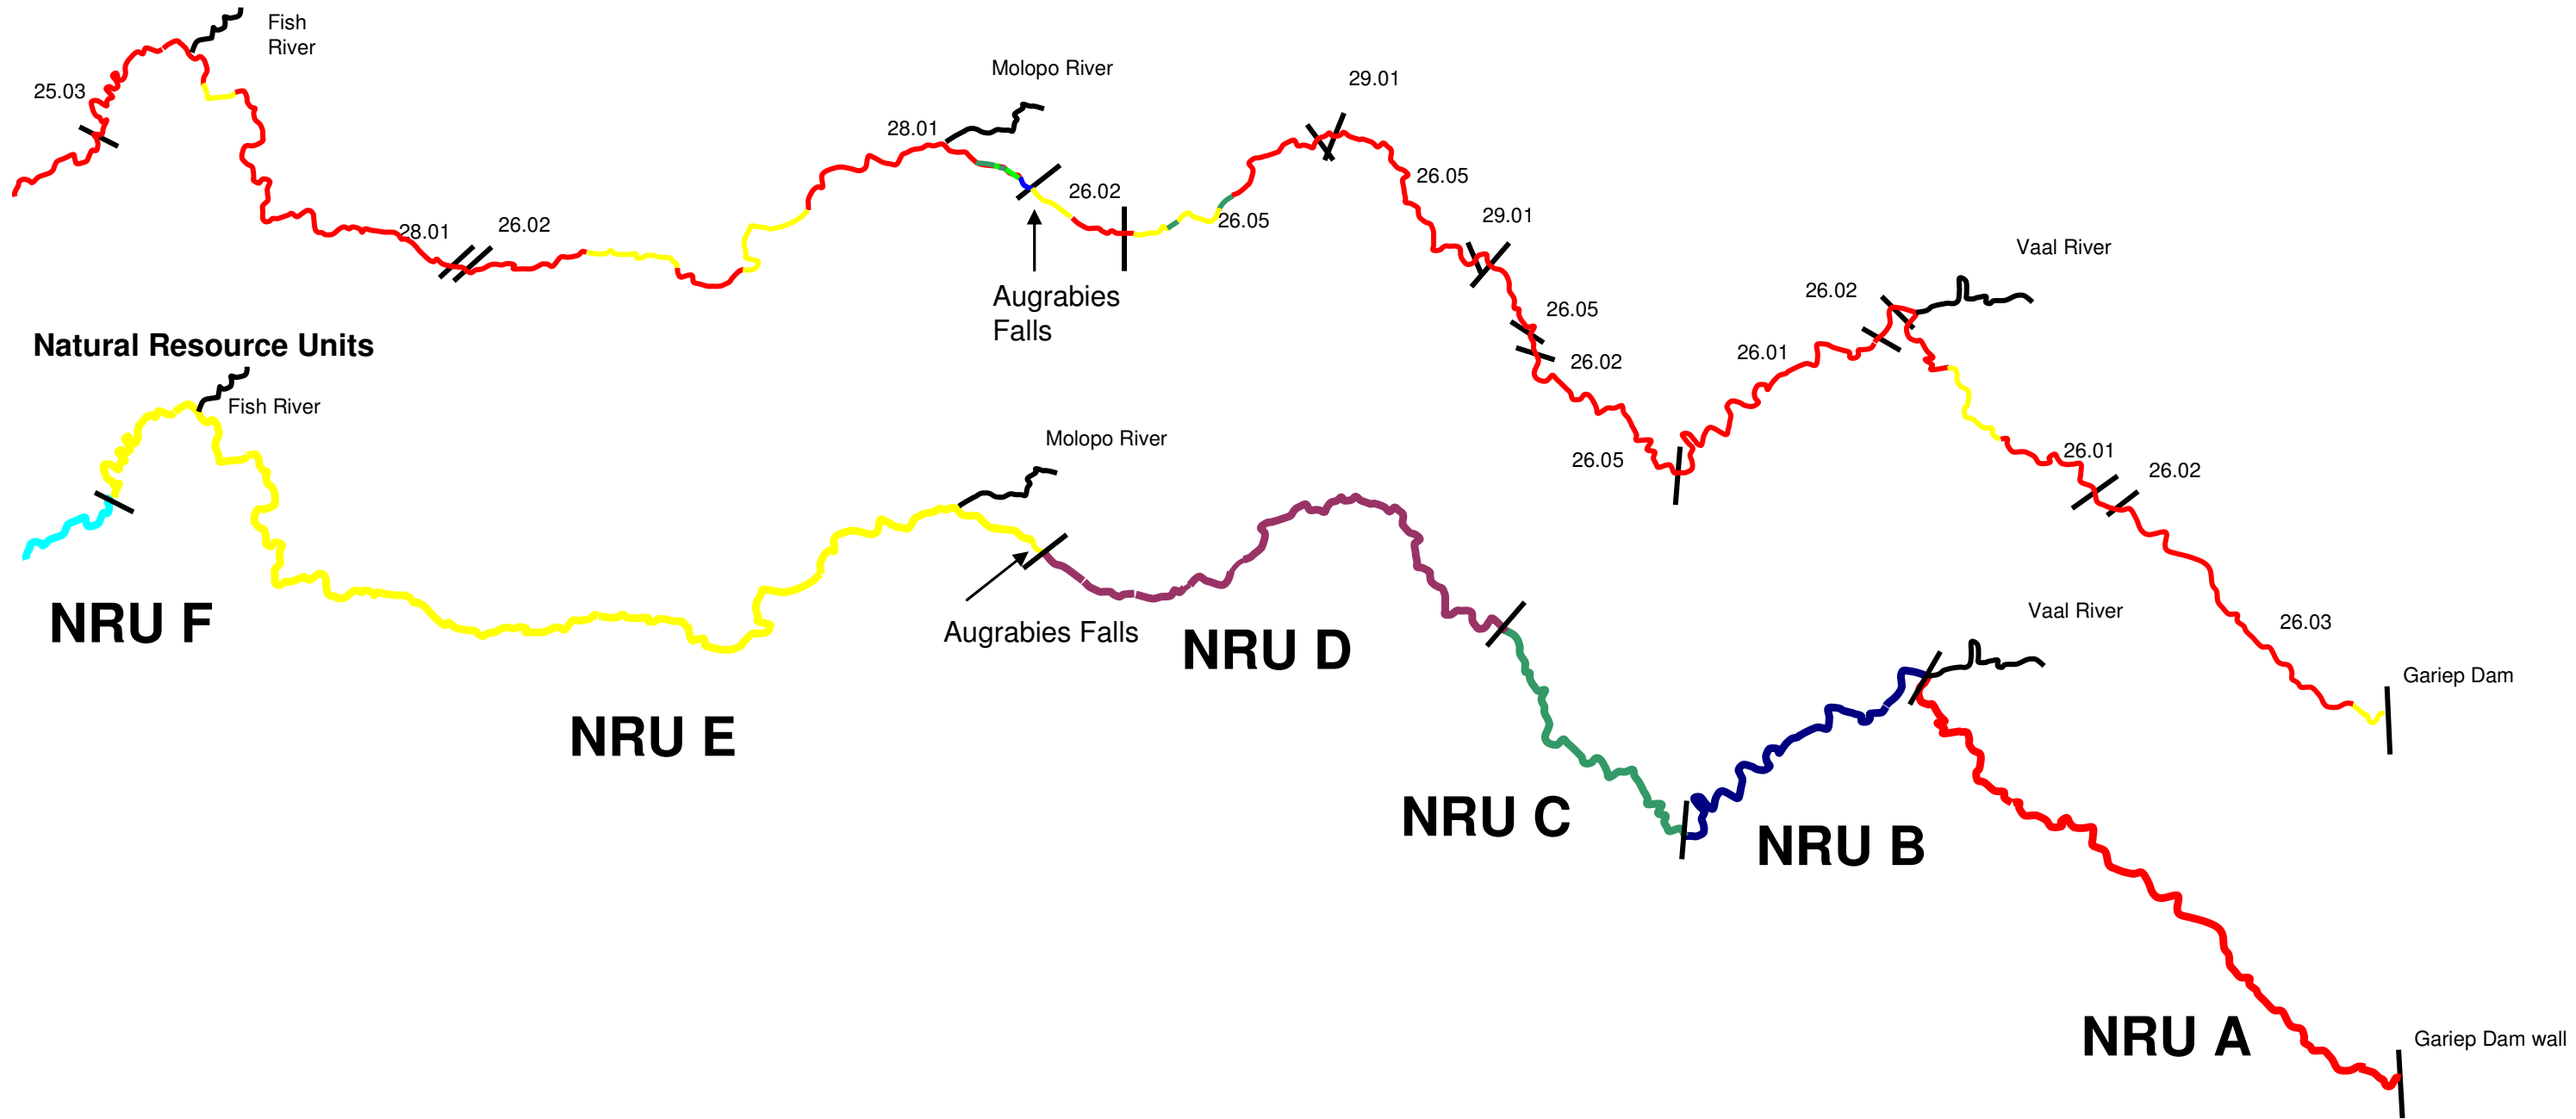 Fish
River
Molopo River
29.01
25.03
28.01
26.05
26.02
29.01
26.05
28.01
26.02
Vaal River
Augrabies
Falls
26.02
26.05
Natural Resource Units
26.01
26.02
Fish River
Molopo River
26.05
26.01
26.02
NRU F
Augrabies Falls
NRU D
Vaal River
26.03
Gariep Dam
NRU E
NRU C
NRU B
NRU A
Gariep Dam wall